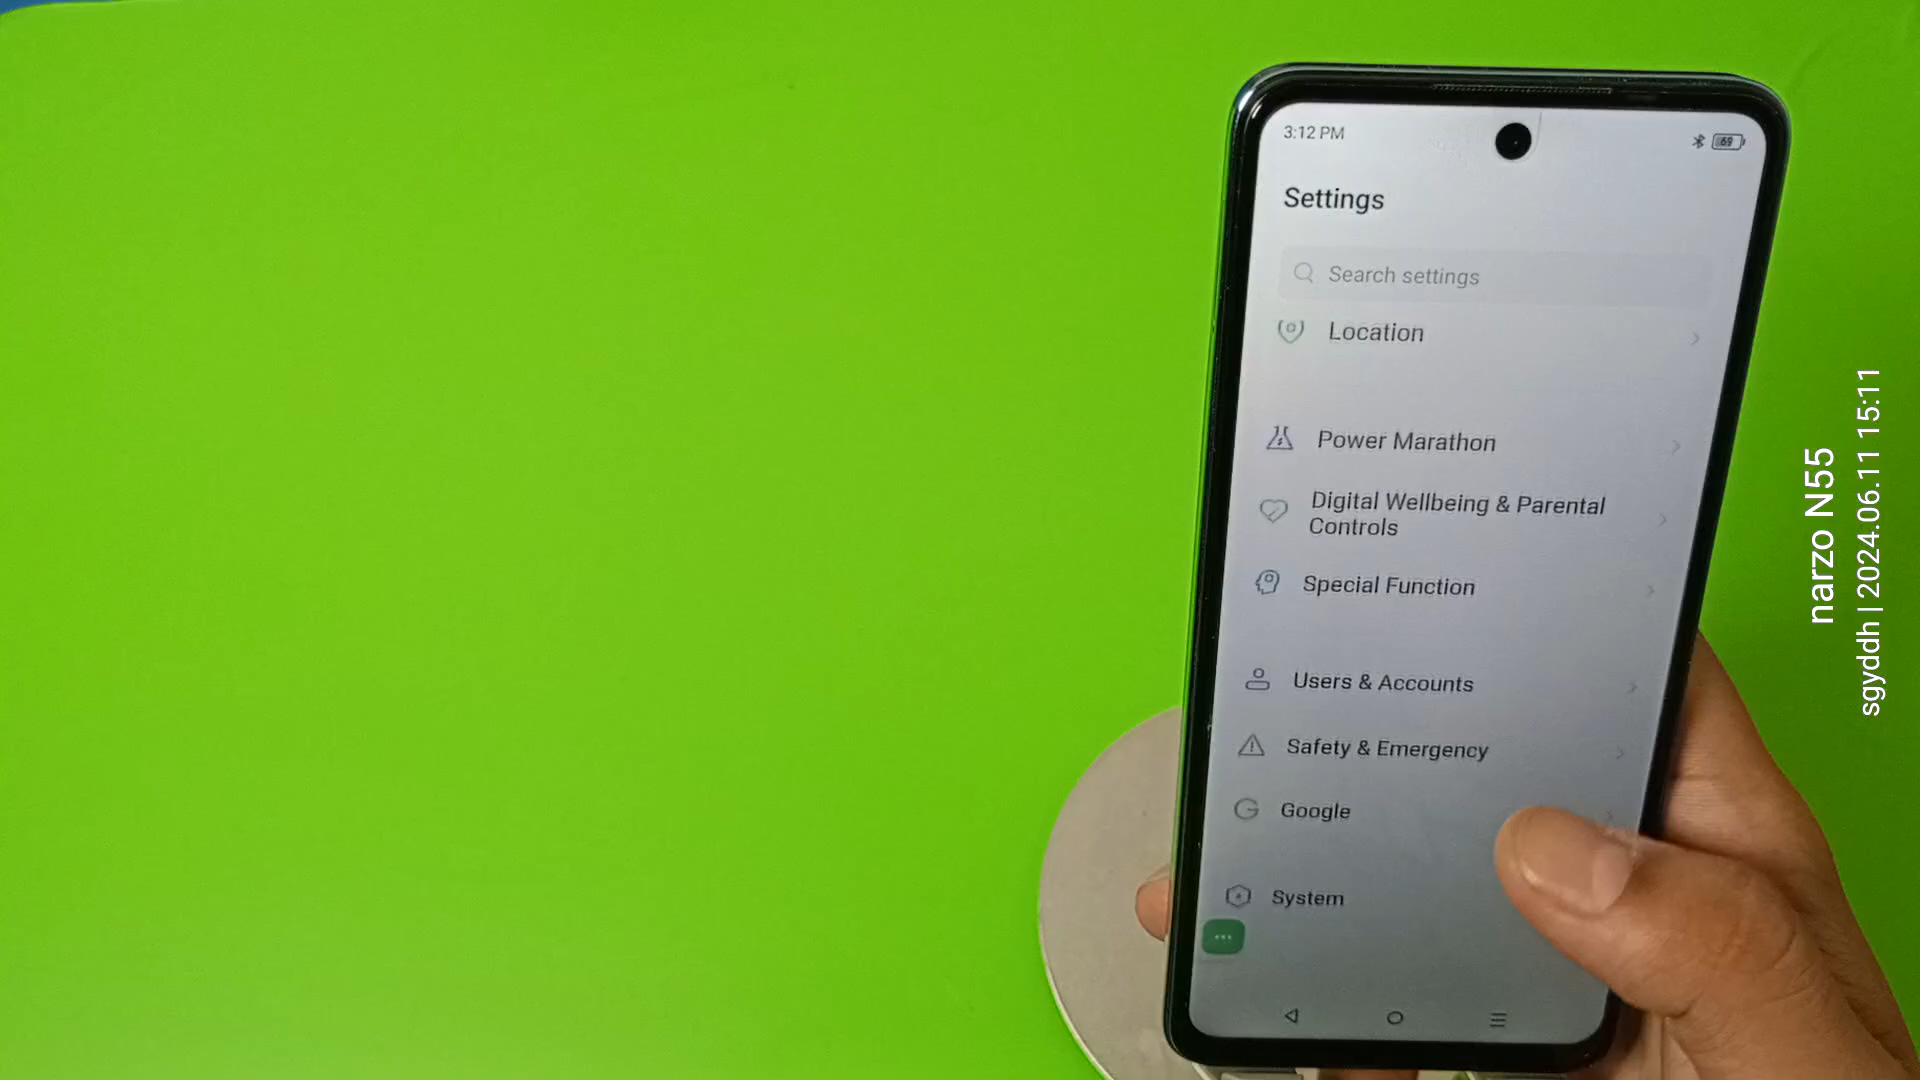 3:12 PM
69
Settings
Search settings
Location
Power Marathon
Digital Wellbeing & Parental
Controls
Special Function
Users & Accounts
Safety & Emergency
Google
System
narzo N55
sgyddh | 2024.06.11 15:11